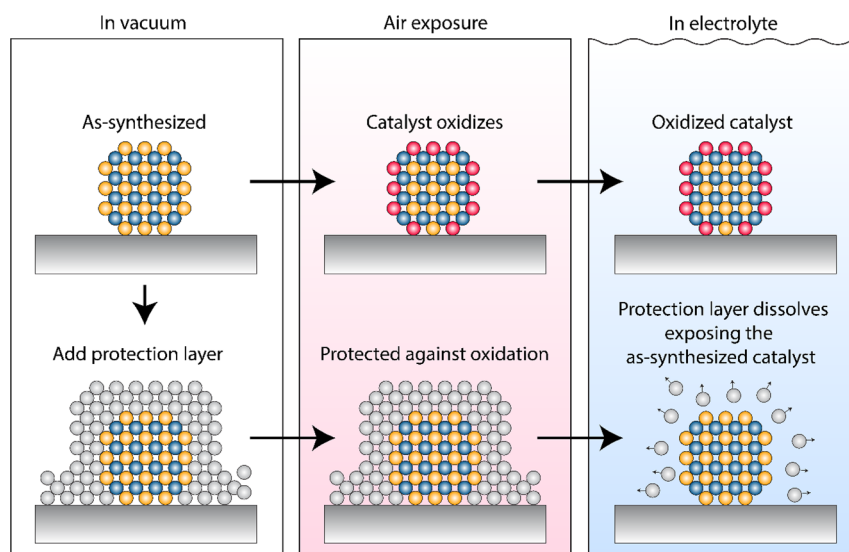 In vacuum
Air exposure
In electrolyte
As-synthesized
Catalyst oxidizes
Oxidized catalyst
Add protection layer
Protected against oxidation
Protection layer dissolves
exposing the
as-synthesized catalyst